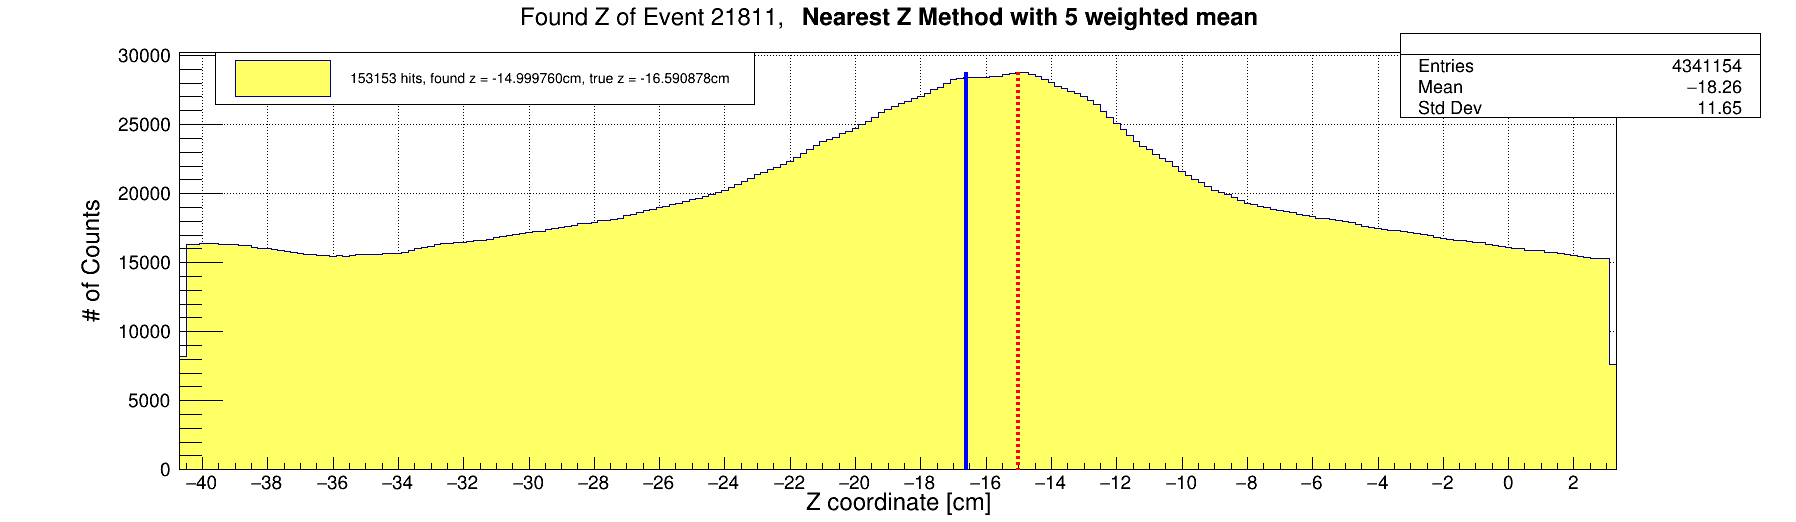 Found Z of Event 21811, Nearest Z Method with 5 weighted mean
153153 hits, found z = -14.999760cm, true z = -16.590878cm
Entries 4341154
Mean −18.26
Std Dev 11.65
30000
25000
20000
15000
10000
5000
0
# of Counts
−40 −38 −36 −34 −32 −30 −28 −26 −24 −22 −20 −18 −16 −14 −12 −10 −8 −6 −4 −2 0 2
Z coordinate [cm]